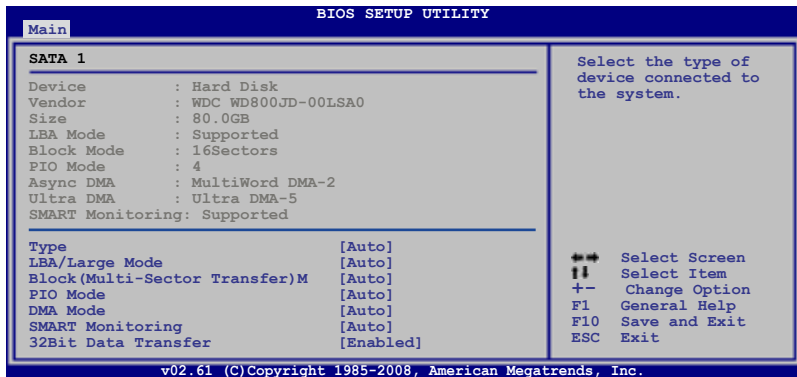 BIOS SETUP UTILITY
Main
SATA 1
Device : Hard Disk
Vendor : WDC WD800JD-00LSA0
Size : 80.0GB
LBA Mode : Supported
Block Mode : 16Sectors
PIO Mode : 4
Async DMA : MultiWord DMA-2
Ultra DMA : Ultra DMA-5
SMART Monitoring: Supported
Type [Auto]
LBA/Large Mode [Auto]
Block(Multi-Sector Transfer)M [Auto]
PIO Mode [Auto]
DMA Mode [Auto]
SMART Monitoring [Auto]
32Bit Data Transfer [Enabled]
Select the type of
device connected to
the system.
←→ Select Screen
↑↓ Select Item
+- Change Option
F1 General Help
F10 Save and Exit
ESC Exit
v02.61 (C)Copyright 1985-2008, American Megatrends, Inc.